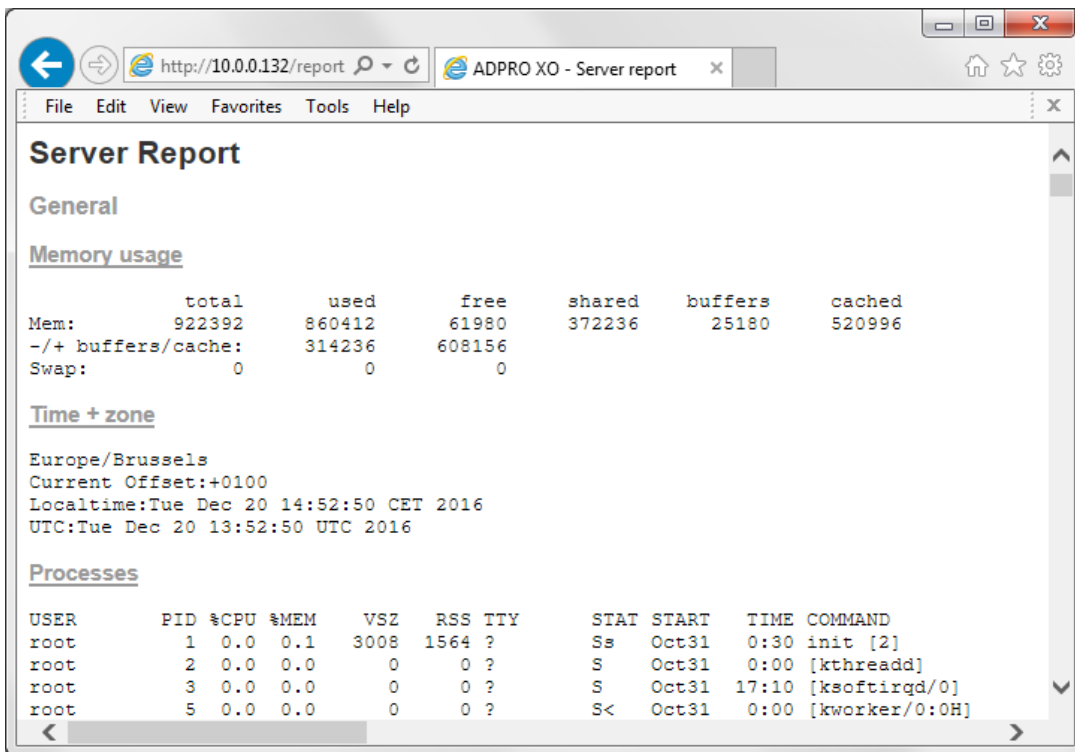 http://10.0.0.132/report
ADPRO XO - Server report
File Edit View Favorites Tools Help
Server Report
General
Memory usage
total used free shared buffers cached
Mem: 922392 860412 61980 372236 25180 520996
-/+ buffers/cache: 314236 608156
Swap: 0 0 0
Time + zone
Europe/Brussels
Current Offset:+0100
Localtime:Tue Dec 20 14:52:50 CET 2016
UTC:Tue Dec 20 13:52:50 UTC 2016
Processes
USER PID %CPU %MEM VSZ RSS TTY STAT START TIME COMMAND
root 1 0.0 0.1 3008 1564 ? Ss Oct31 0:30 init [2]
root 2 0.0 0.0 0 0 ? S Oct31 0:00 [kthreadd]
root 3 0.0 0.0 0 0 ? S Oct31 17:10 [ksoftirqd/0]
root 5 0.0 0.0 0 0 ? S< Oct31 0:00 [kworker/0:0H]